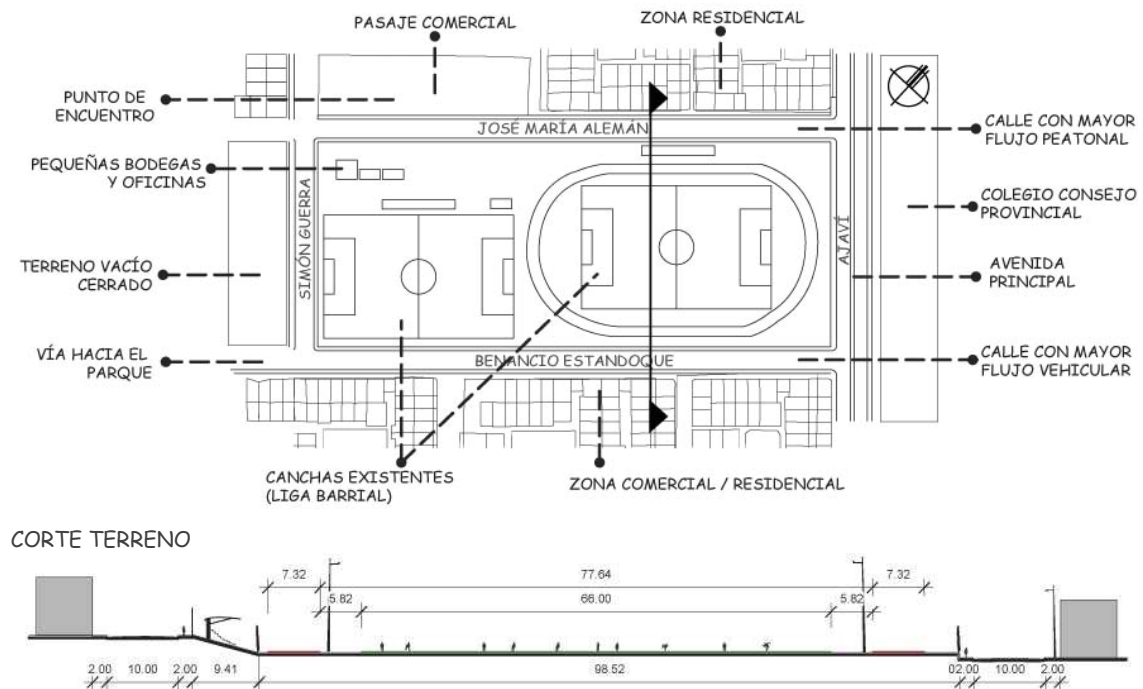 PASAJE COMERCIAL
ZONA RESIDENCIAL
PUNTO DE
ENCUENTRO
JOSÉ MARÍA ALEMÁN
CALLE CON MAYOR
FLUJO PEATONAL
PEQUEÑAS BODEGAS
Y OFICINAS
SIMÓN GUERRA
AJAVÍ
COLEGIO CONSEJO
PROVINCIAL
TERRENO VACÍO
CERRADO
AVENIDA
PRINCIPAL
VÍA HACIA EL
PARQUE
BENANCIO ESTANDOQUE
CALLE CON MAYOR
FLUJO VEHICULAR
CANCHAS EXISTENTES
(LIGA BARRIAL)
ZONA COMERCIAL / RESIDENCIAL
CORTE TERRENO
7.32
77.64
7.32
5.82
66.00
5.82
2.00
10.00
2.00
9.41
98.52
02.00
10.00
2.00